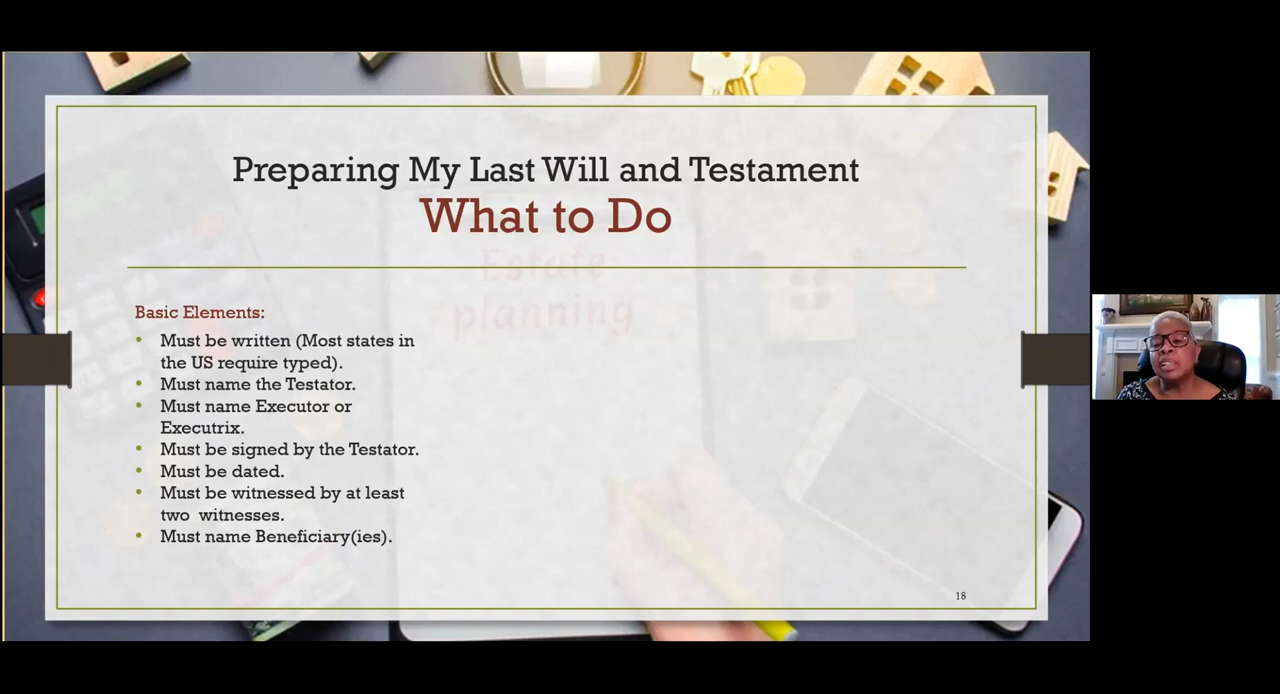 Preparing My Last Will and Testament
What to Do
Estate
planning
Basic Elements:
• Must be written (Most states in
the US require typed).
• Must name the Testator.
• Must name Executor or
Executrix.
• Must be signed by the Testator.
• Must be dated.
• Must be witnessed by at least
two  witnesses.
• Must name Beneficiary(ies).
18